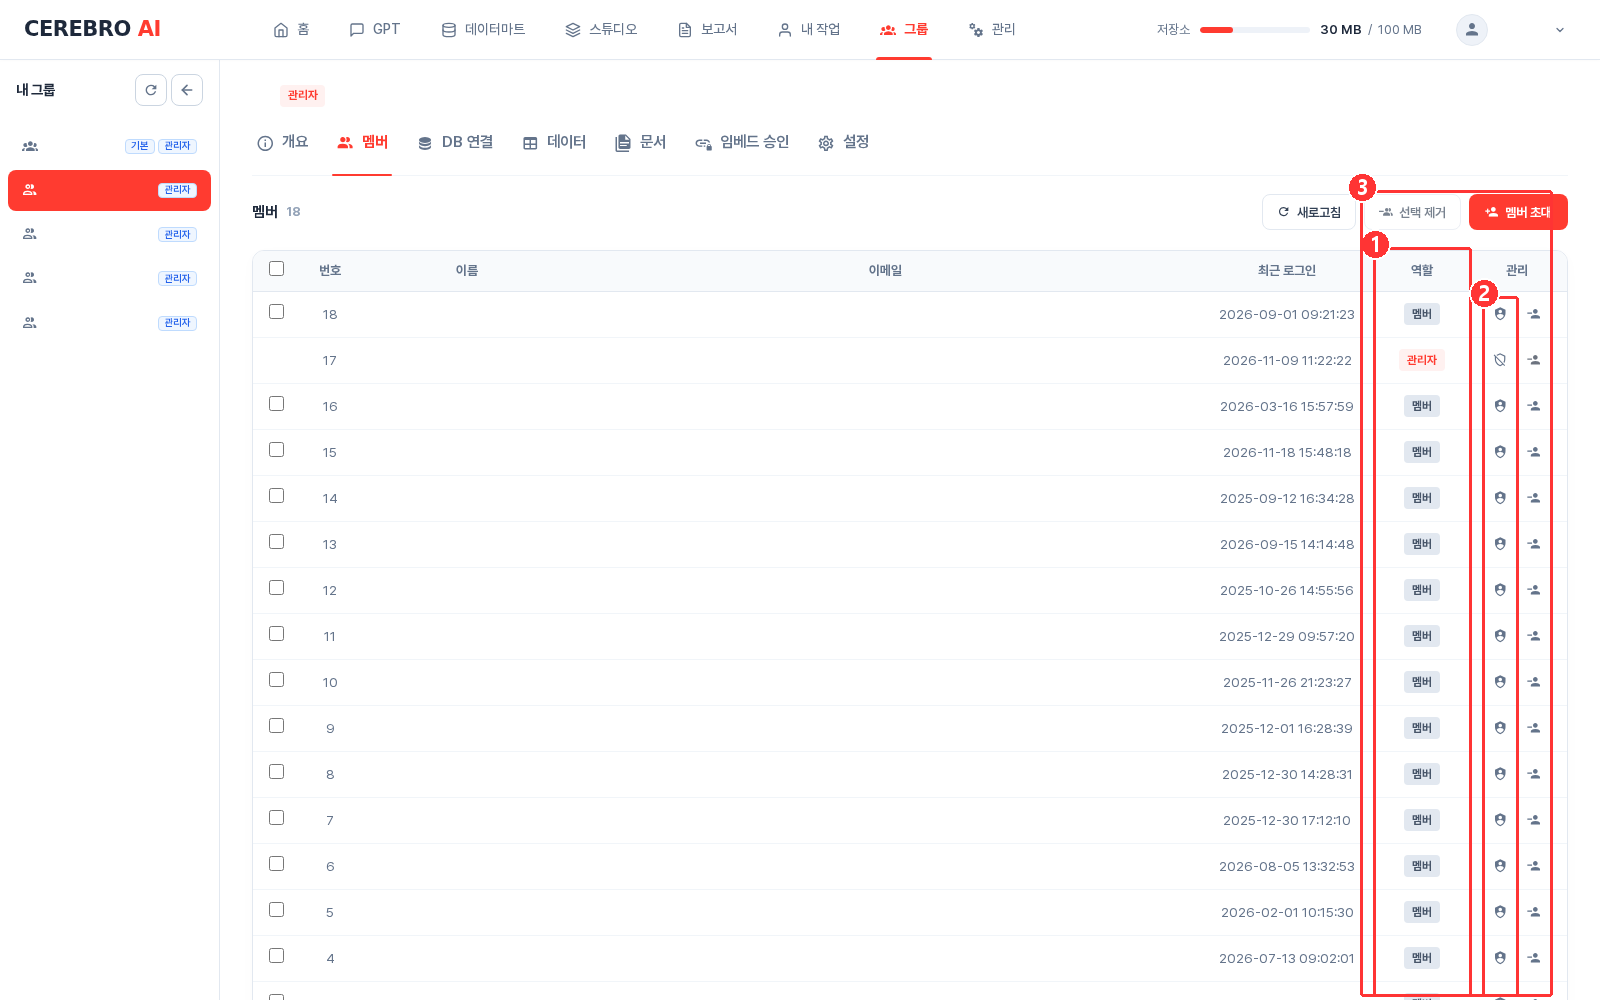 CEREBRO AI 홈 GPT 데이터마트 스튜디오 보고서 내 작업 그룹 관리 저장소 30 MB / 100 MB
내 그룹
기본 관리자
관리자
관리자
관리자
관리자
관리자
개요 멤버 DB 연결 데이터 문서 임베드 승인 설정
멤버 18 새로고침 선택 제거 멤버 초대
3
1
2
번호 이름 이메일 최근 로그인 역할 관리
18 2026-09-01 09:21:23 멤버
17 2026-11-09 11:22:22 관리자
16 2026-03-16 15:57:59 멤버
15 2026-11-18 15:48:18 멤버
14 2025-09-12 16:34:28 멤버
13 2026-09-15 14:14:48 멤버
12 2025-10-26 14:55:56 멤버
11 2025-12-29 09:57:20 멤버
10 2025-11-26 21:23:27 멤버
9 2025-12-01 16:28:39 멤버
8 2025-12-30 14:28:31 멤버
7 2025-12-30 17:12:10 멤버
6 2026-08-05 13:32:53 멤버
5 2026-02-01 10:15:30 멤버
4 2026-07-13 09:02:01 멤버